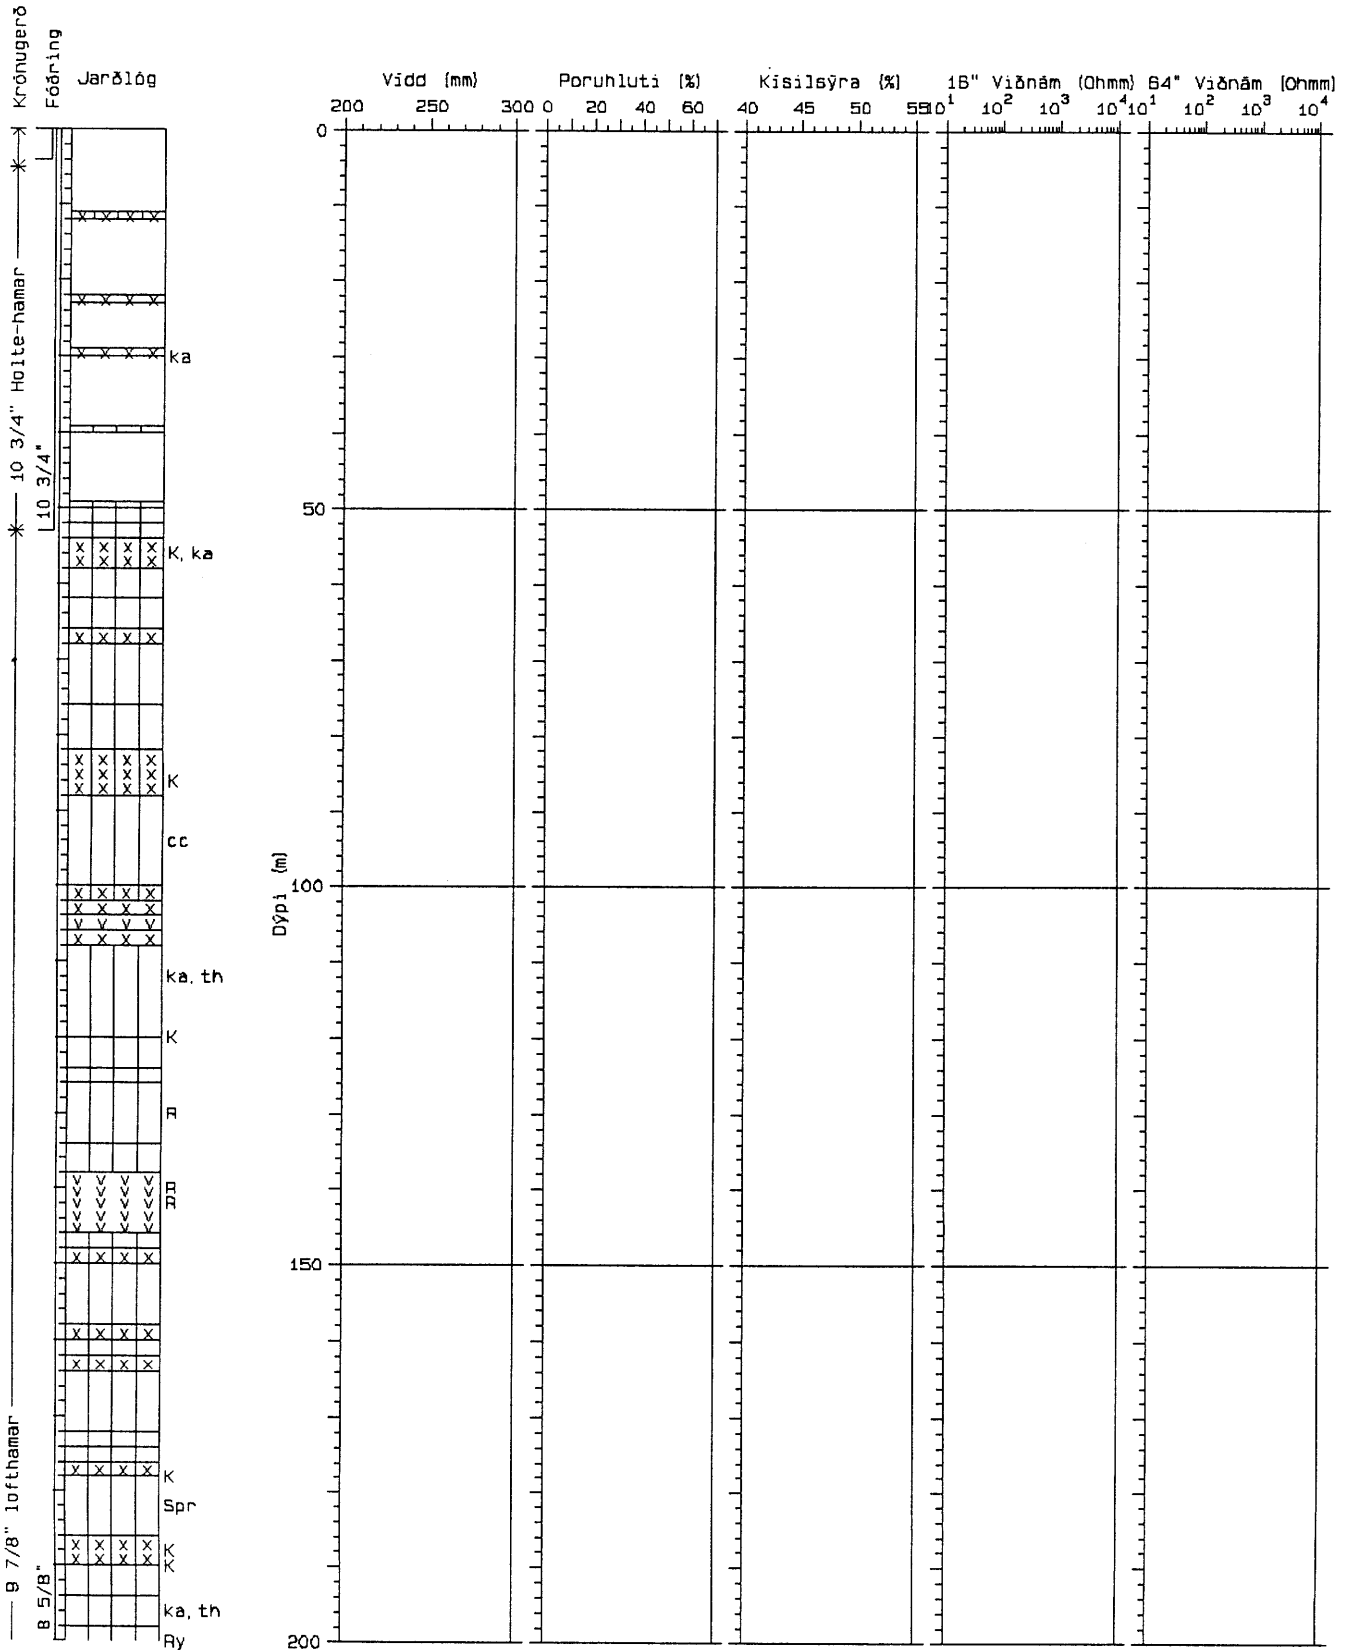 Krónugerð
Fóðring
Jarðlög
Vídd (mm)
Poruhluti (%)
Kísilsýra (%)
16" Viðnám (Ohmm)
64" Viðnám (Ohmm)
200 250 300
0 20 40 60
40 45 50 55
10¹ 10² 10³ 10⁴
10¹ 10² 10³ 10⁴
0
50
100
150
200
Dýpi (m)
10 3/4" Holte-hamar
9 7/8" lofthamar
10 3/4"
8 5/8"
ka
K, ka
K
cc
ka, th
K
R
R
R
K
Spr
K
K
ka, th
Ry